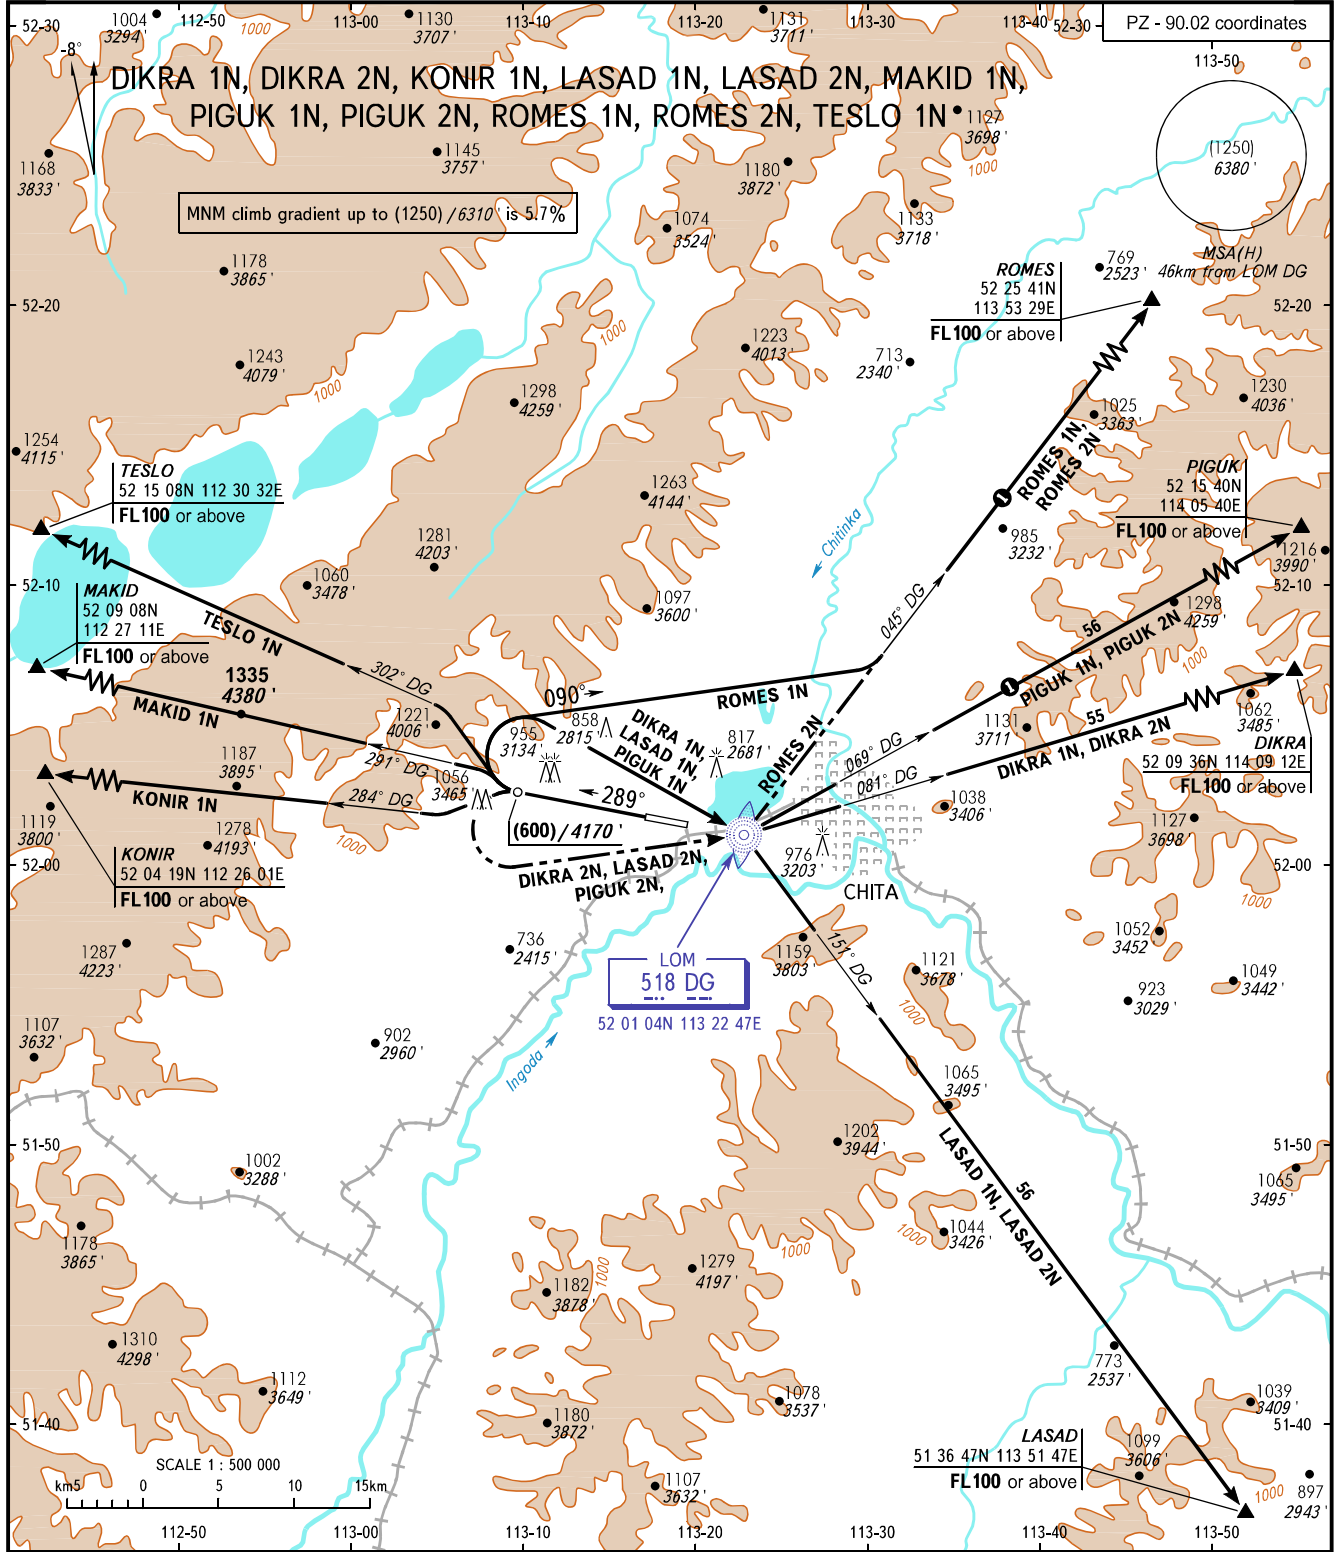 52-30
1004
3294'
112-50
1000
113-00
1130
3707'
113-10
113-20
1131
3711'
113-30
113-40
52-30
PZ - 90.02 coordinates
113-50
-8°
DIKRA 1N, DIKRA 2N, KONIR 1N, LASAD 1N, LASAD 2N, MAKID 1N,
PIGUK 1N, PIGUK 2N, ROMES 1N, ROMES 2N, TESLO 1N
1127
3698'
1000
(1250)
6380'
MSA(H)
46km from LOM DG
1168
3833'
1145
3757'
1180
3872'
MNM climb gradient up to (1250) / 6310' is 5.7%
1074
3524'
1133
3718'
1178
3865'
769
2523'
ROMES
52 25 41N
113 53 29E
FL100 or above
52-20
52-20
1243
4079'
1000
1000
1223
4013'
713
2340'
1298
4259'
1230
4036'
1025
3363'
ROMES 1N,
ROMES 2N
1254
4115'
TESLO
52 15 08N 112 30 32E
FL100 or above
1263
4144'
PIGUK
52 15 40N
114 05 40E
FL100 or above
Chitinka
985
3232'
1281
4203'
1216
3990'
52-10
52-10
1060
3478'
MAKID
52 09 08N
112 27 11E
FL100 or above
1097
3600'
1298
4259'
045° DG
56
PIGUK 1N, PIGUK 2N
1000
TESLO 1N
302° DG
1335
4380'
MAKID 1N
090°
ROMES 1N
1062
3485'
1221
4006'
955
3134'
858
2815'
DIKRA 1N,
LASAD 1N,
PIGUK 1N
817
2681'
ROMES 2N
069° DG
1131
3711'
55
DIKRA 1N, DIKRA 2N
DIKRA
52 09 36N 114 09 12E
FL100 or above
1187
3895'
291° DG
1056
3465'
081° DG
KONIR 1N
284° DG
289°
1119
3800'
1000
(600) / 4170'
1038
3406'
1127
3698'
1278
4193'
KONIR
52 04 19N 112 26 01E
FL100 or above
52-00
52-00
DIKRA 2N, LASAD 2N,
PIGUK 2N,
976
3203'
CHITA
1000
1287
4223'
736
2415'
1159
3803'
151° DG
1121
3678'
1052
3452
LOM
518 DG
52 01 04N 113 22 47E
923
3029'
1049
3442'
1000
1107
3632'
902
2960'
Ingoda
1065
3495'
51-50
51-50
1202
3944'
LASAD 1N, LASAD 2N
56
1002
3288'
1065
3495'
1178
3865'
1000
1044
3426'
1000
1279
4197'
1000
1182
3878'
1310
4298'
773
2537'
1112
3649'
1078
3537'
1039
3409'
51-40
51-40
1180
3872'
LASAD
51 36 47N 113 51 47E
FL100 or above
1099
3606'
SCALE 1 : 500 000
km5 0 5 10 15km
1107
3632'
1000
897
2943'
112-50
113-00
113-10
113-20
113-30
113-40
113-50